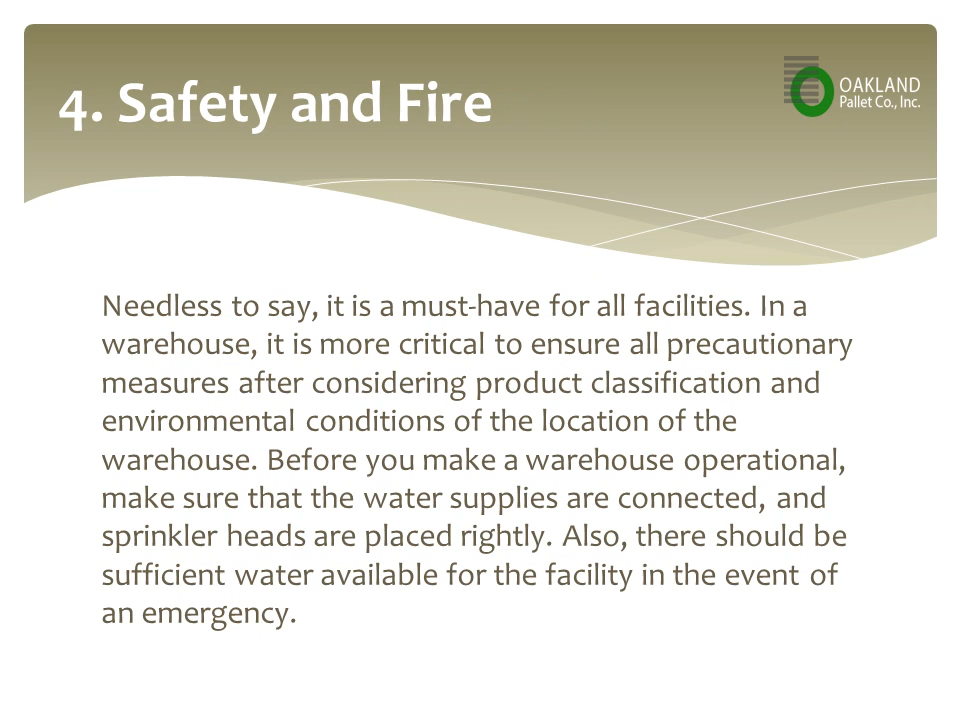 4. Safety and Fire
OAKLAND
Pallet Co., Inc.
Needless to say, it is a must-have for all facilities. In a
warehouse, it is more critical to ensure all precautionary
measures after considering product classification and
environmental conditions of the location of the
warehouse. Before you make a warehouse operational,
make sure that the water supplies are connected, and
sprinkler heads are placed rightly. Also, there should be
sufficient water available for the facility in the event of
an emergency.